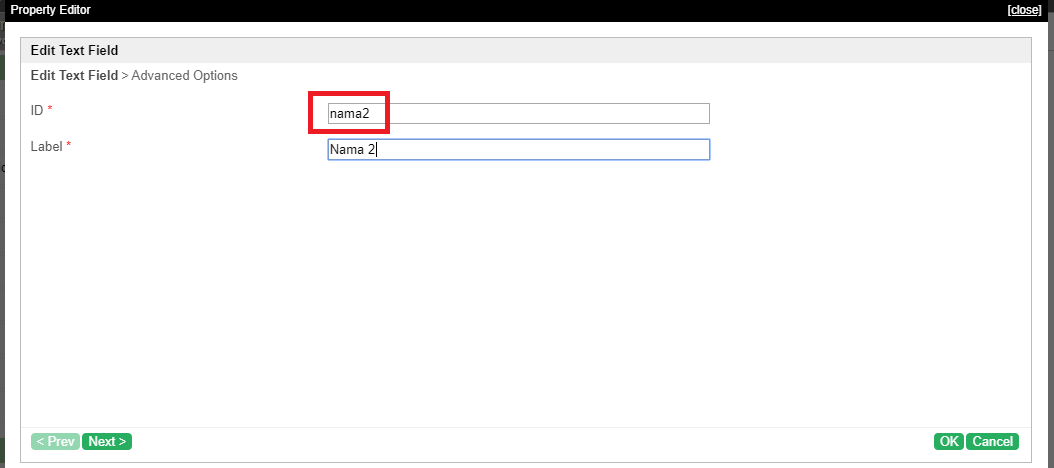 Property Editor [close]
Edit Text Field
Edit Text Field > Advanced Options
ID * nama2
Label * Nama 2
< Prev Next > OK Cancel